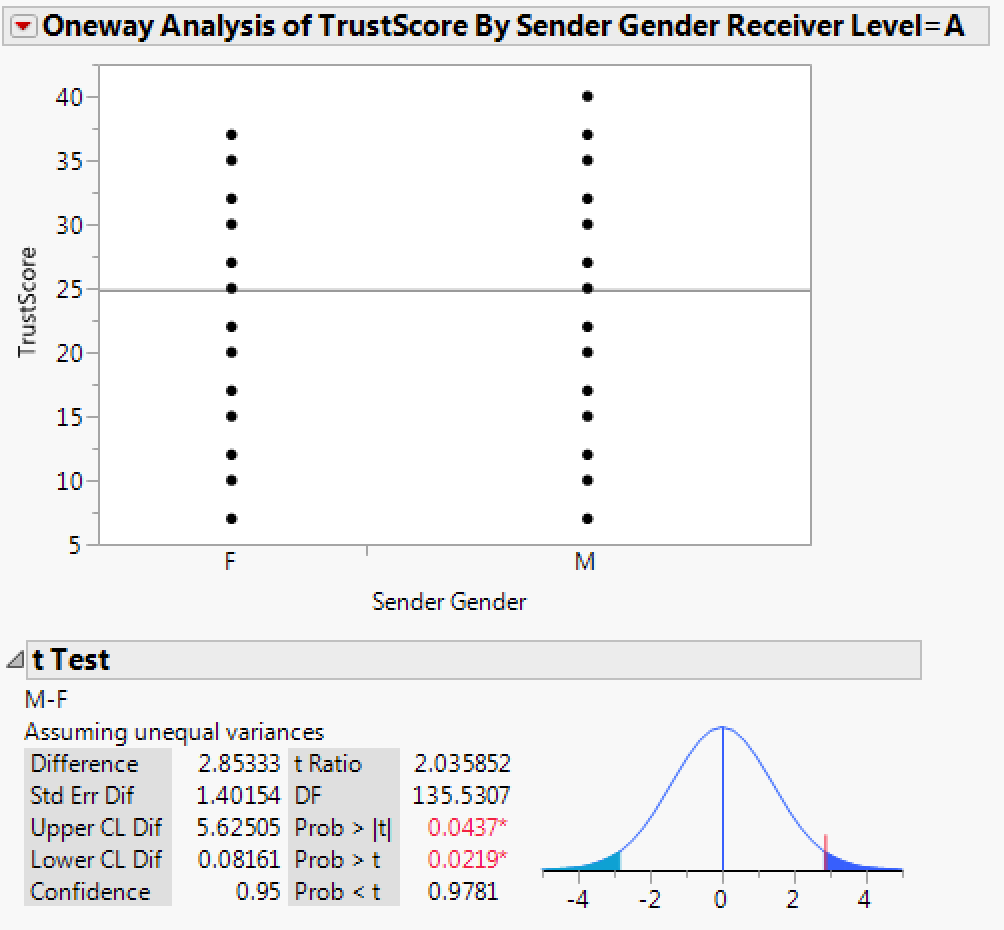 Oneway Analysis of TrustScore By Sender Gender Receiver Level=A
40
35
30
25
20
15
10
5
TrustScore
F M
Sender Gender
t Test
M-F
Assuming unequal variances
Difference 2.85333 t Ratio 2.035852
Std Err Dif 1.40154 DF 135.5307
Upper CL Dif 5.62505 Prob > |t| 0.0437*
Lower CL Dif 0.08161 Prob > t 0.0219*
Confidence 0.95 Prob < t 0.9781
-4 -2 0 2 4